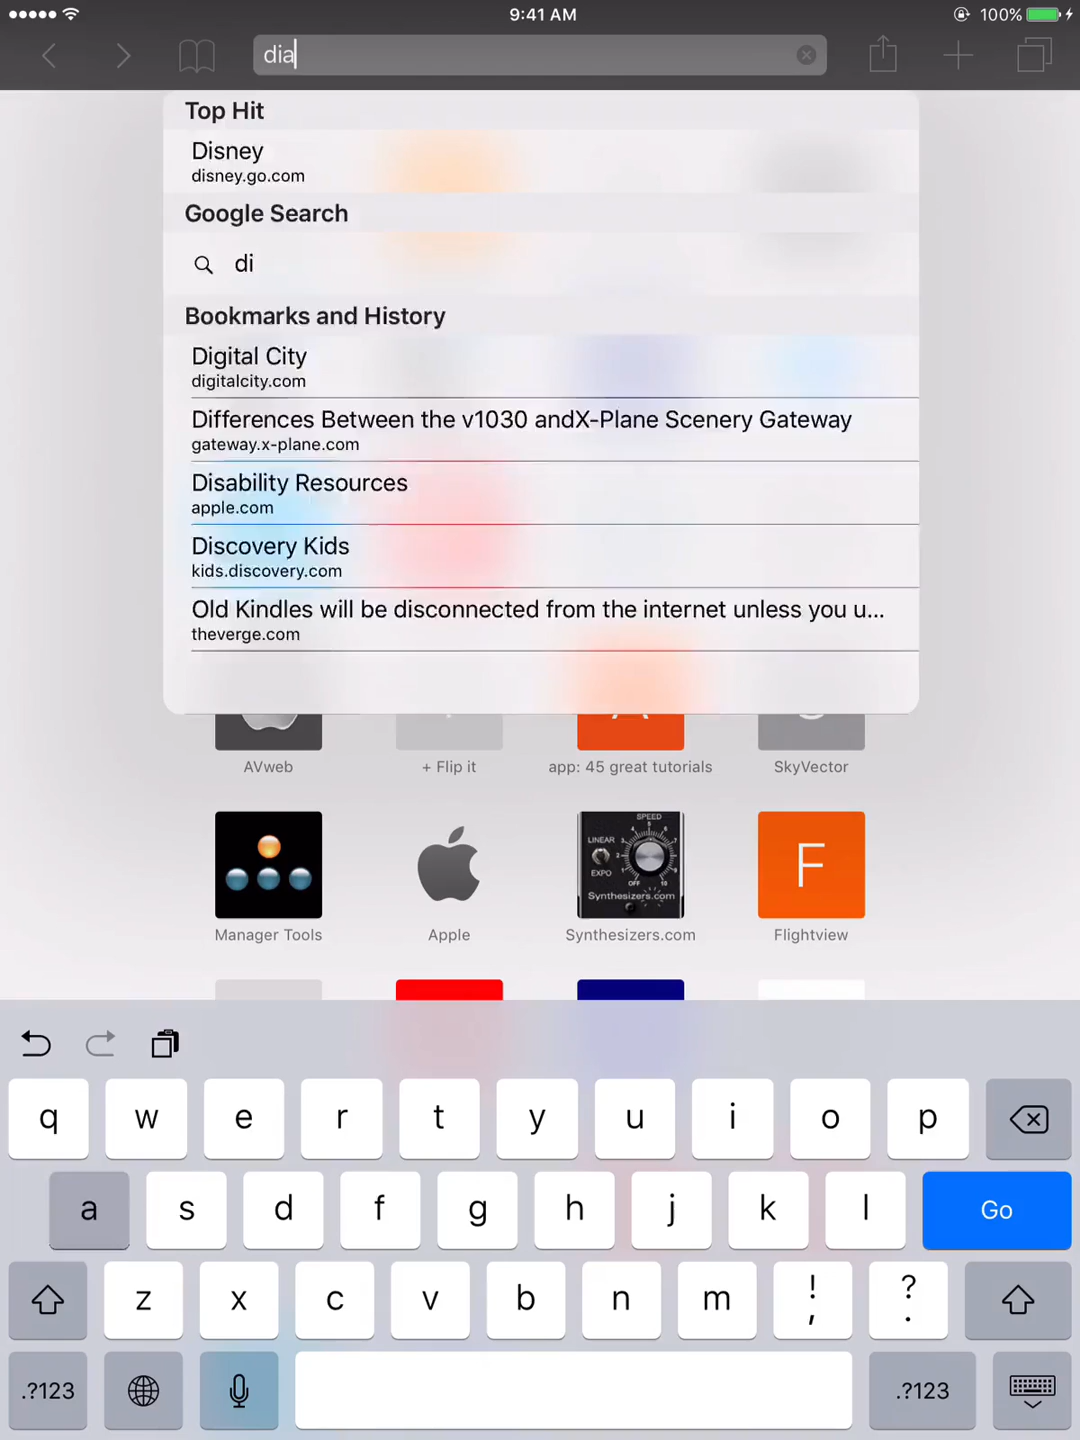 9:41 AM
100%
dia
Top Hit
Disney
disney.go.com
Google Search
di
Bookmarks and History
Digital City
digitalcity.com
Differences Between the v1030 andX-Plane Scenery Gateway
gateway.x-plane.com
Disability Resources
apple.com
Discovery Kids
kids.discovery.com
Old Kindles will be disconnected from the internet unless you u...
theverge.com
AVweb
+ Flip it
app: 45 great tutorials
SkyVector
SPEED
LINEAR
EXPO
OFF
10
Synthesizers.com
F
Manager Tools
Apple
Synthesizers.com
Flightview
q w e r t y u i o p
a s d f g h j k l Go
z x c v b n m ! , ? .
.?123 .?123